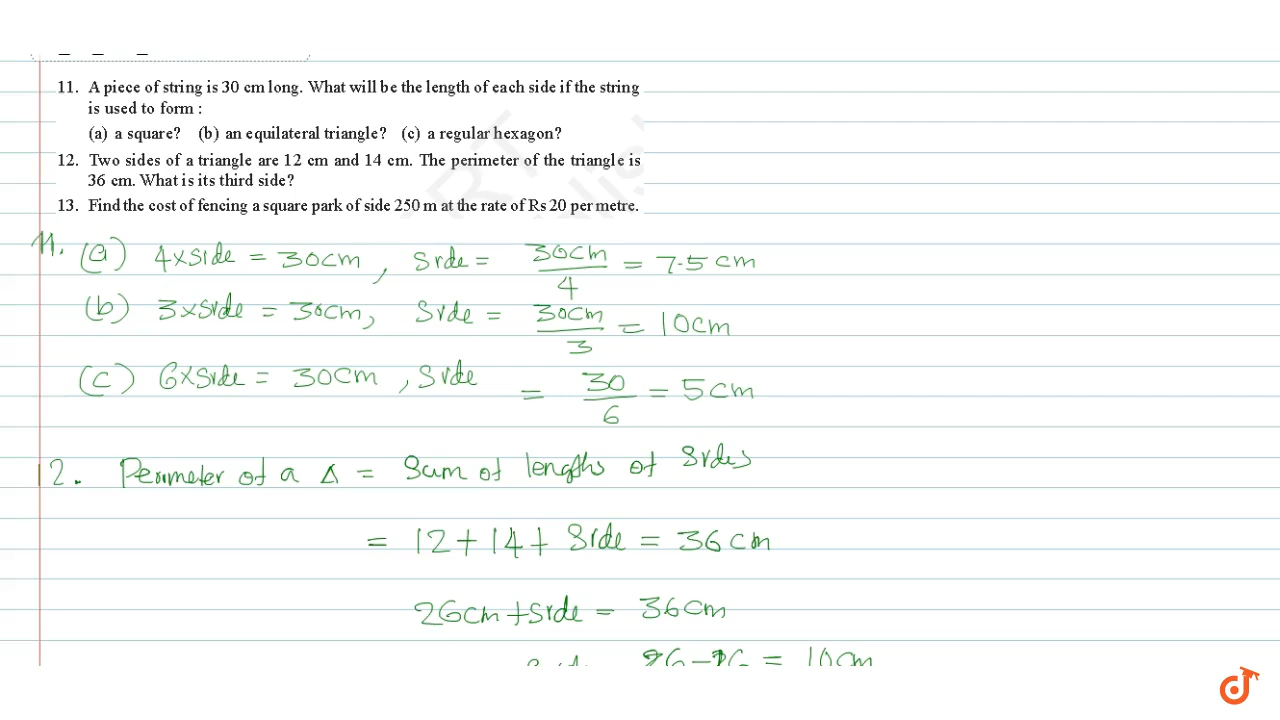 11. A piece of string is 30 cm long. What will be the length of each side if the string
is used to form :
(a) a square? (b) an equilateral triangle? (c) a regular hexagon?
12. Two sides of a triangle are 12 cm and 14 cm. The perimeter of the triangle is
36 cm. What is its third side?
13. Find the cost of fencing a square park of side 250 m at the rate of Rs 20 per metre.
11. (a) 4×side = 30cm, Side = 30cm/4 = 7.5 cm
(b) 3×side = 30cm, Side = 30cm/3 = 10cm
(c) 6×side = 30cm, Side = 30/6 = 5cm
12. Perimeter of a Δ = Sum of lengths of sides
= 12+14+ Side = 36cm
26cm+side = 36cm
= 10cm